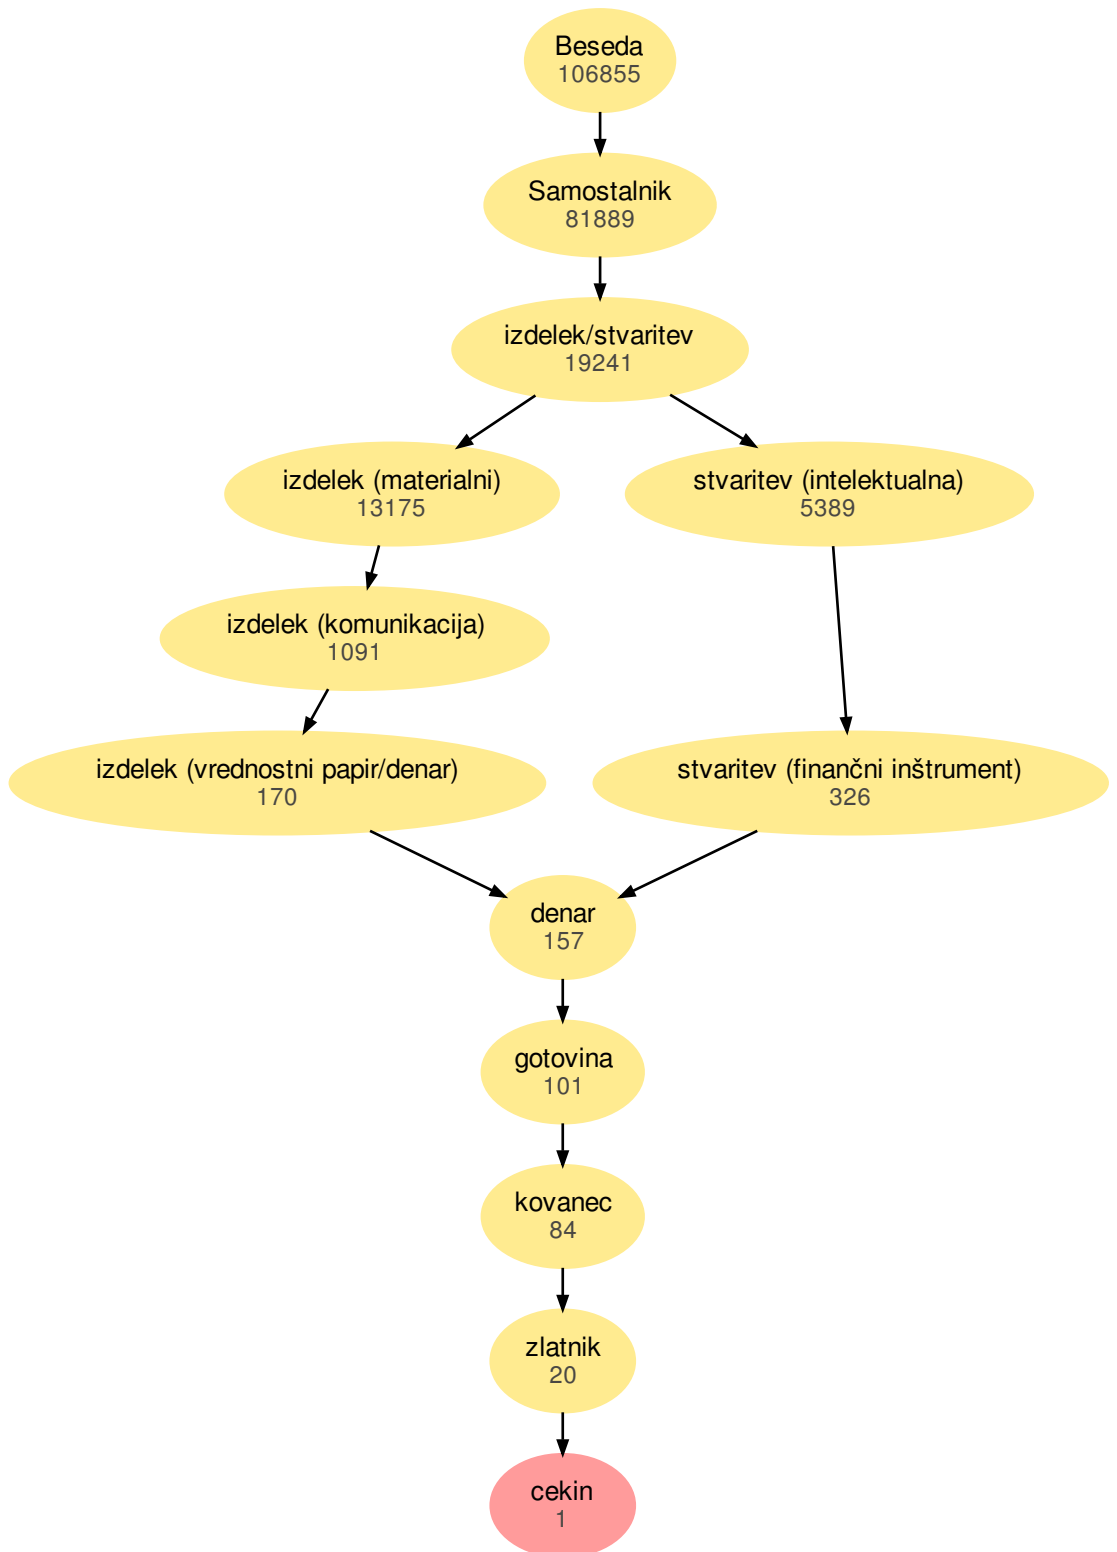 Beseda
106855
Samostalnik
81889
izdelek/stvaritev
19241
izdelek (materialni)
13175
stvaritev (intelektualna)
5389
izdelek (komunikacija)
1091
izdelek (vrednostni papir/denar)
170
stvaritev (finančni inštrument)
326
denar
157
gotovina
101
kovanec
84
zlatnik
20
cekin
1